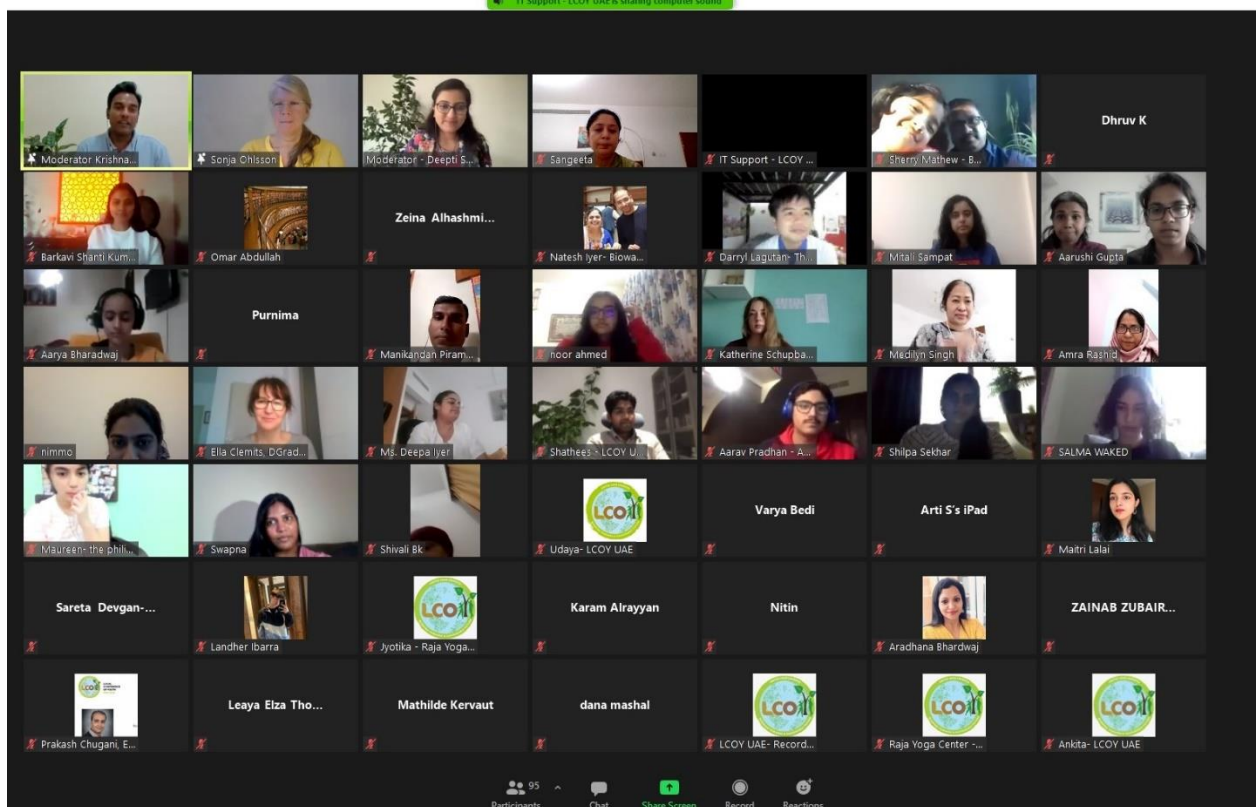 IT Support - LCOY UAE is sharing computer sound
Moderator Krishna...
Sonja Ohlsson
Moderator - Deepti S...
Sangeeta
IT Support - LCOY ...
Sherry Mathew - B...
Dhruv K
Barkavi Shanti Kum...
Omar Abdullah
Zeina Alhashmi...
Natesh Iyer- Biowa...
Darryl Lagutan- Th...
Mitali Sampat
Aarushi Gupta
Aarya Bharadwaj
Purnima
Manikandan Piram...
noor ahmed
Katherine Schupba...
Medilyn Singh
Amra Rashid
nimmo
Ella Clemits, DGrad...
Ms. Deepa Iyer
Shathees - LCOY U...
Aarav Pradhan - A...
Shilpa Sekhar
SALMA WAKED
Maureen- the phili...
Swapna
Shivali Bk
LCOY
Udaya- LCOY UAE
Varya Bedi
Arti S's iPad
Maitri Lalai
Sareta Devgan-...
Landher Ibarra
LCOY
Jyotika - Raja Yoga...
Karam Alrayyan
Nitin
Aradhana Bhardwaj
ZAINAB ZUBAIR...
Prakash Chugani, E...
Leaya Elza Tho...
Mathilde Kervaut
dana mashal
LCOY
LCOY UAE- Record...
LCOY
Raja Yoga Center -...
LCOY
Ankita- LCOY UAE
95
Participants
Chat
Share Screen
Record
Reactions